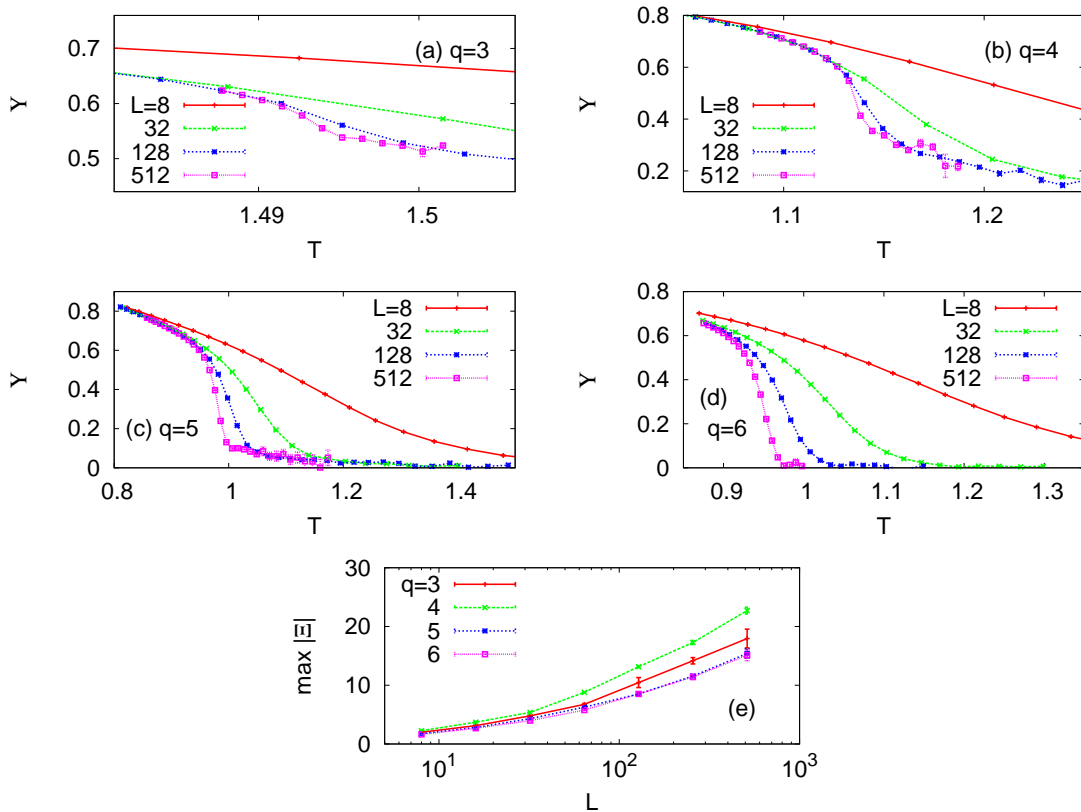 (a) q=3
Y
0.7
0.6
0.5
L=8
32
128
512
1.49
1.5
T
(b) q=4
Y
0.8
0.6
0.4
0.2
L=8
32
128
512
1.1
1.2
T
(c) q=5
Y
0.8
0.6
0.4
0.2
0
L=8
32
128
512
0.8
1
1.2
1.4
T
(d)
q=6
Y
0.8
0.6
0.4
0.2
0
L=8
32
128
512
0.9
1
1.1
1.2
1.3
T
max |Ξ|
30
20
10
0
q=3
4
5
6
(e)
10^1
10^2
10^3
L